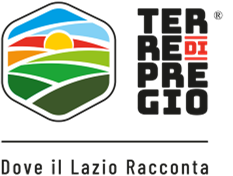 TER
RE DI
PRE
GIO ®
Dove il Lazio Racconta